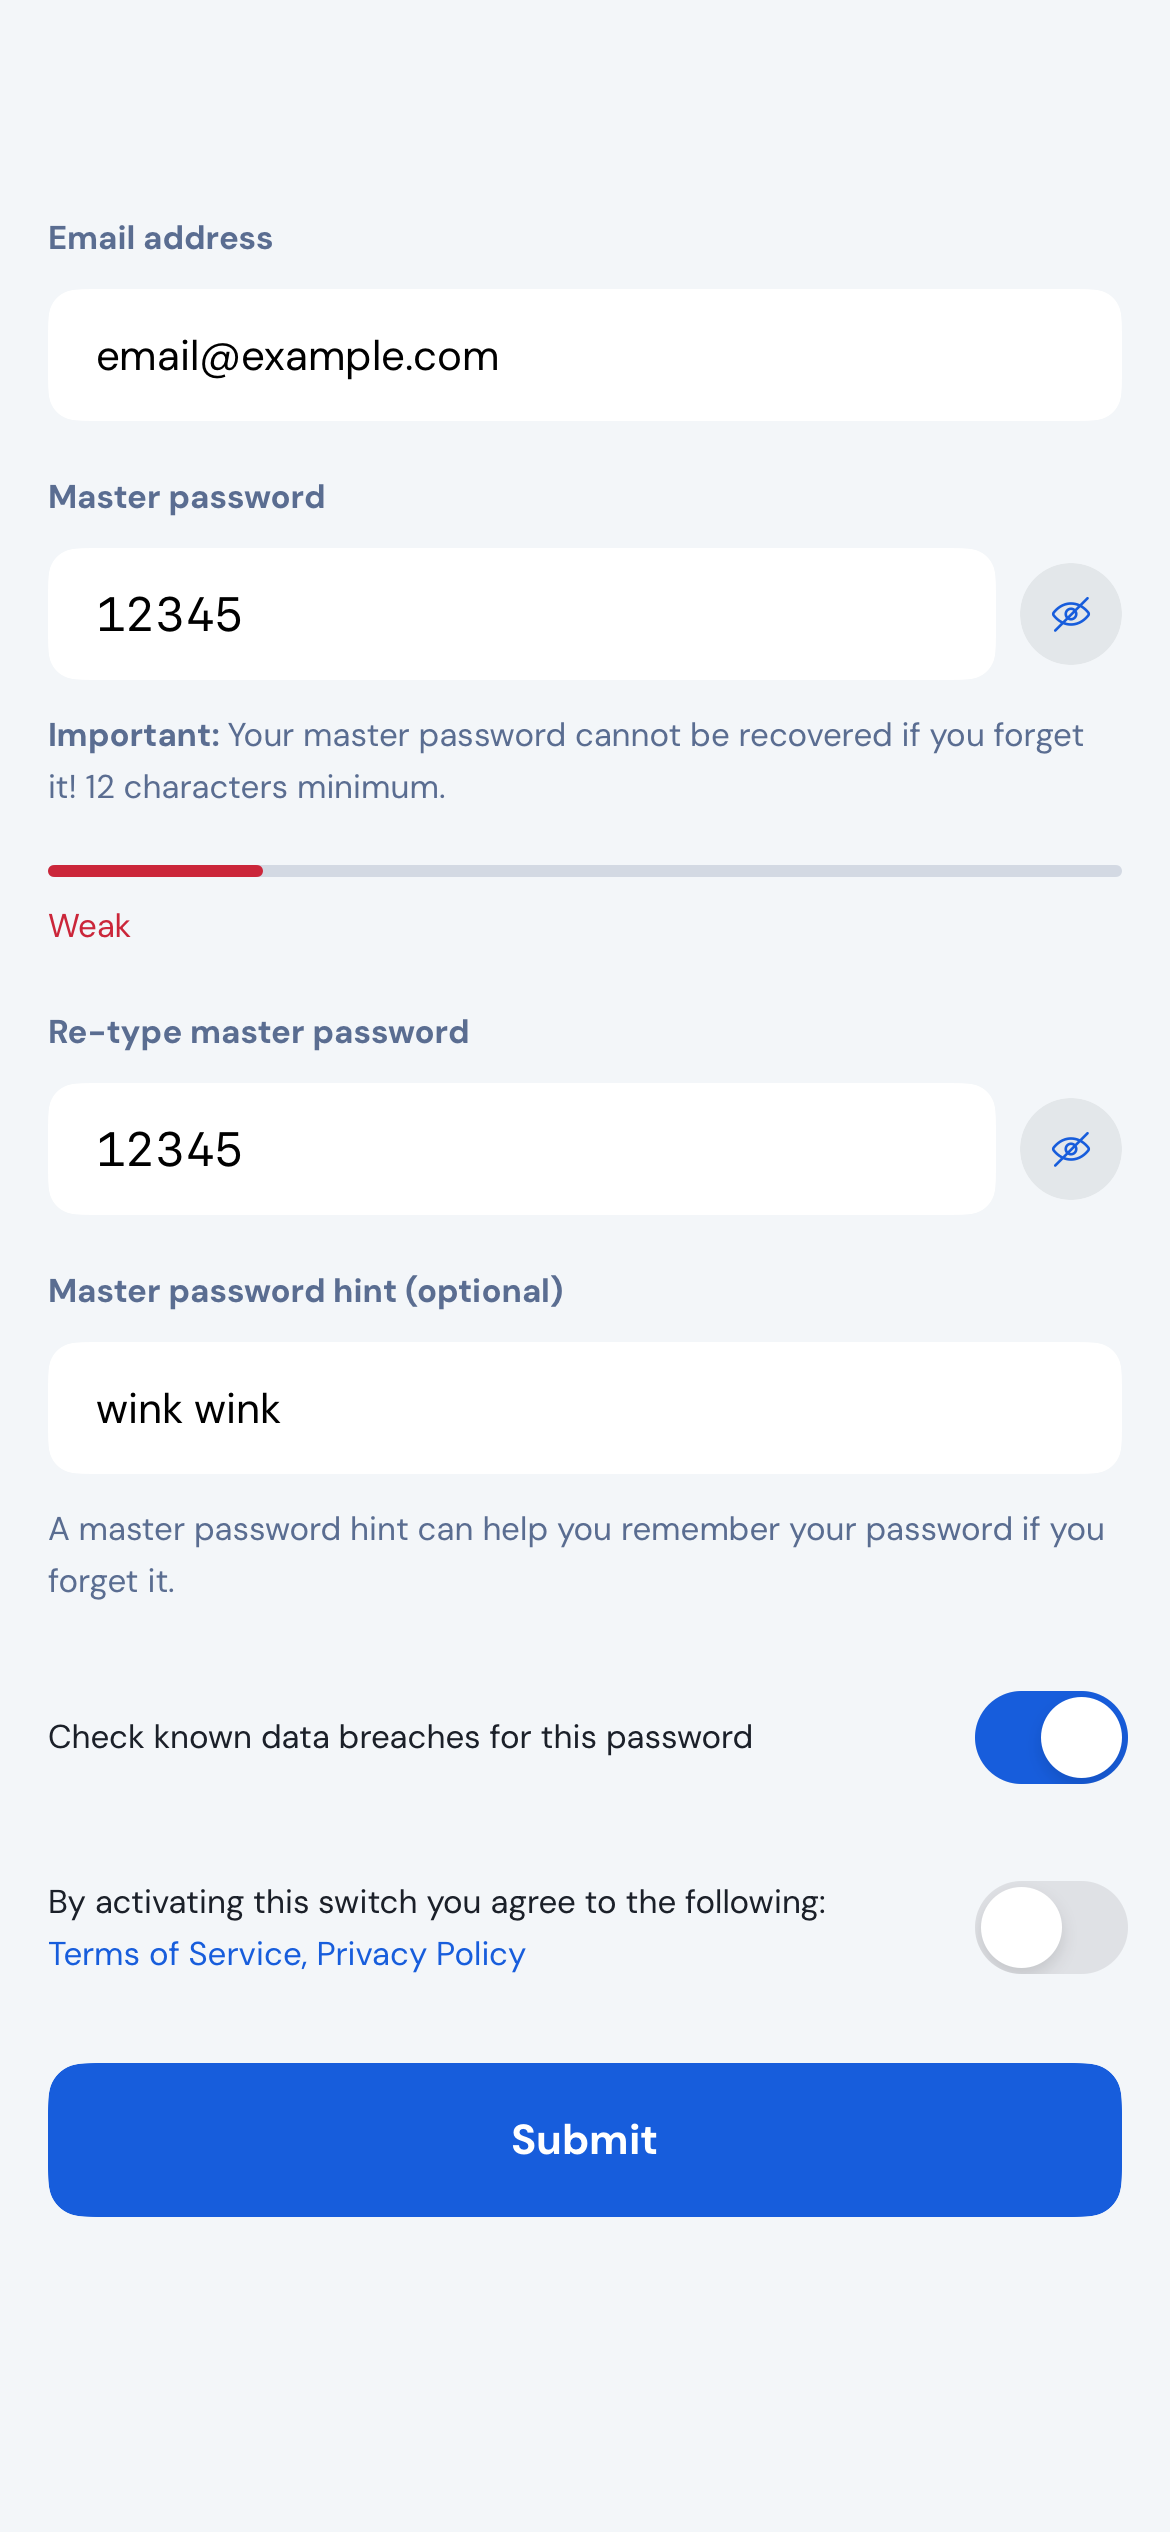 Email address
email@example.com
Master password
12345
Important: Your master password cannot be recovered if you forget
it! 12 characters minimum.
Weak
Re-type master password
12345
Master password hint (optional)
wink wink
A master password hint can help you remember your password if you
forget it.
Check known data breaches for this password
By activating this switch you agree to the following:
Terms of Service, Privacy Policy
Submit